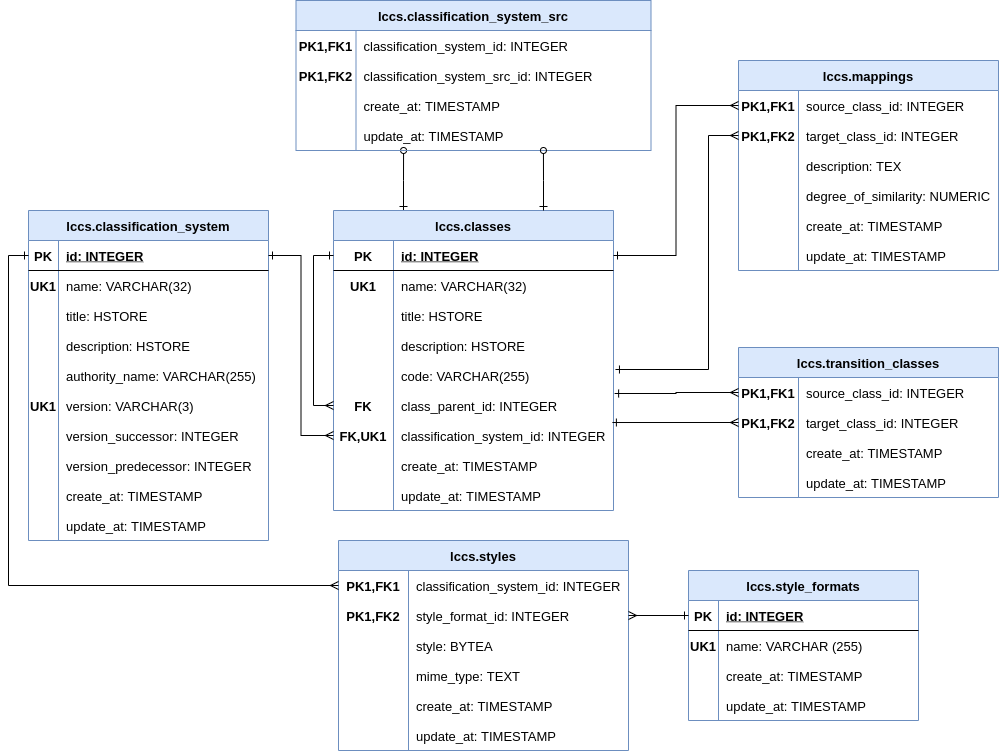 lccs.classification_system_src
PK1,FK1 classification_system_id: INTEGER
PK1,FK2 classification_system_src_id: INTEGER
create_at: TIMESTAMP
update_at: TIMESTAMP
lccs.mappings
PK1,FK1 source_class_id: INTEGER
PK1,FK2 target_class_id: INTEGER
description: TEX
degree_of_similarity: NUMERIC
create_at: TIMESTAMP
update_at: TIMESTAMP
lccs.classification_system
PK id: INTEGER
UK1 name: VARCHAR(32)
title: HSTORE
description: HSTORE
authority_name: VARCHAR(255)
UK1 version: VARCHAR(3)
version_successor: INTEGER
version_predecessor: INTEGER
create_at: TIMESTAMP
update_at: TIMESTAMP
lccs.classes
PK id: INTEGER
UK1 name: VARCHAR(32)
title: HSTORE
description: HSTORE
code: VARCHAR(255)
FK class_parent_id: INTEGER
FK,UK1 classification_system_id: INTEGER
create_at: TIMESTAMP
update_at: TIMESTAMP
lccs.transition_classes
PK1,FK1 source_class_id: INTEGER
PK1,FK2 target_class_id: INTEGER
create_at: TIMESTAMP
update_at: TIMESTAMP
lccs.styles
PK1,FK1 classification_system_id: INTEGER
PK1,FK2 style_format_id: INTEGER
style: BYTEA
mime_type: TEXT
create_at: TIMESTAMP
update_at: TIMESTAMP
lccs.style_formats
PK id: INTEGER
UK1 name: VARCHAR (255)
create_at: TIMESTAMP
update_at: TIMESTAMP